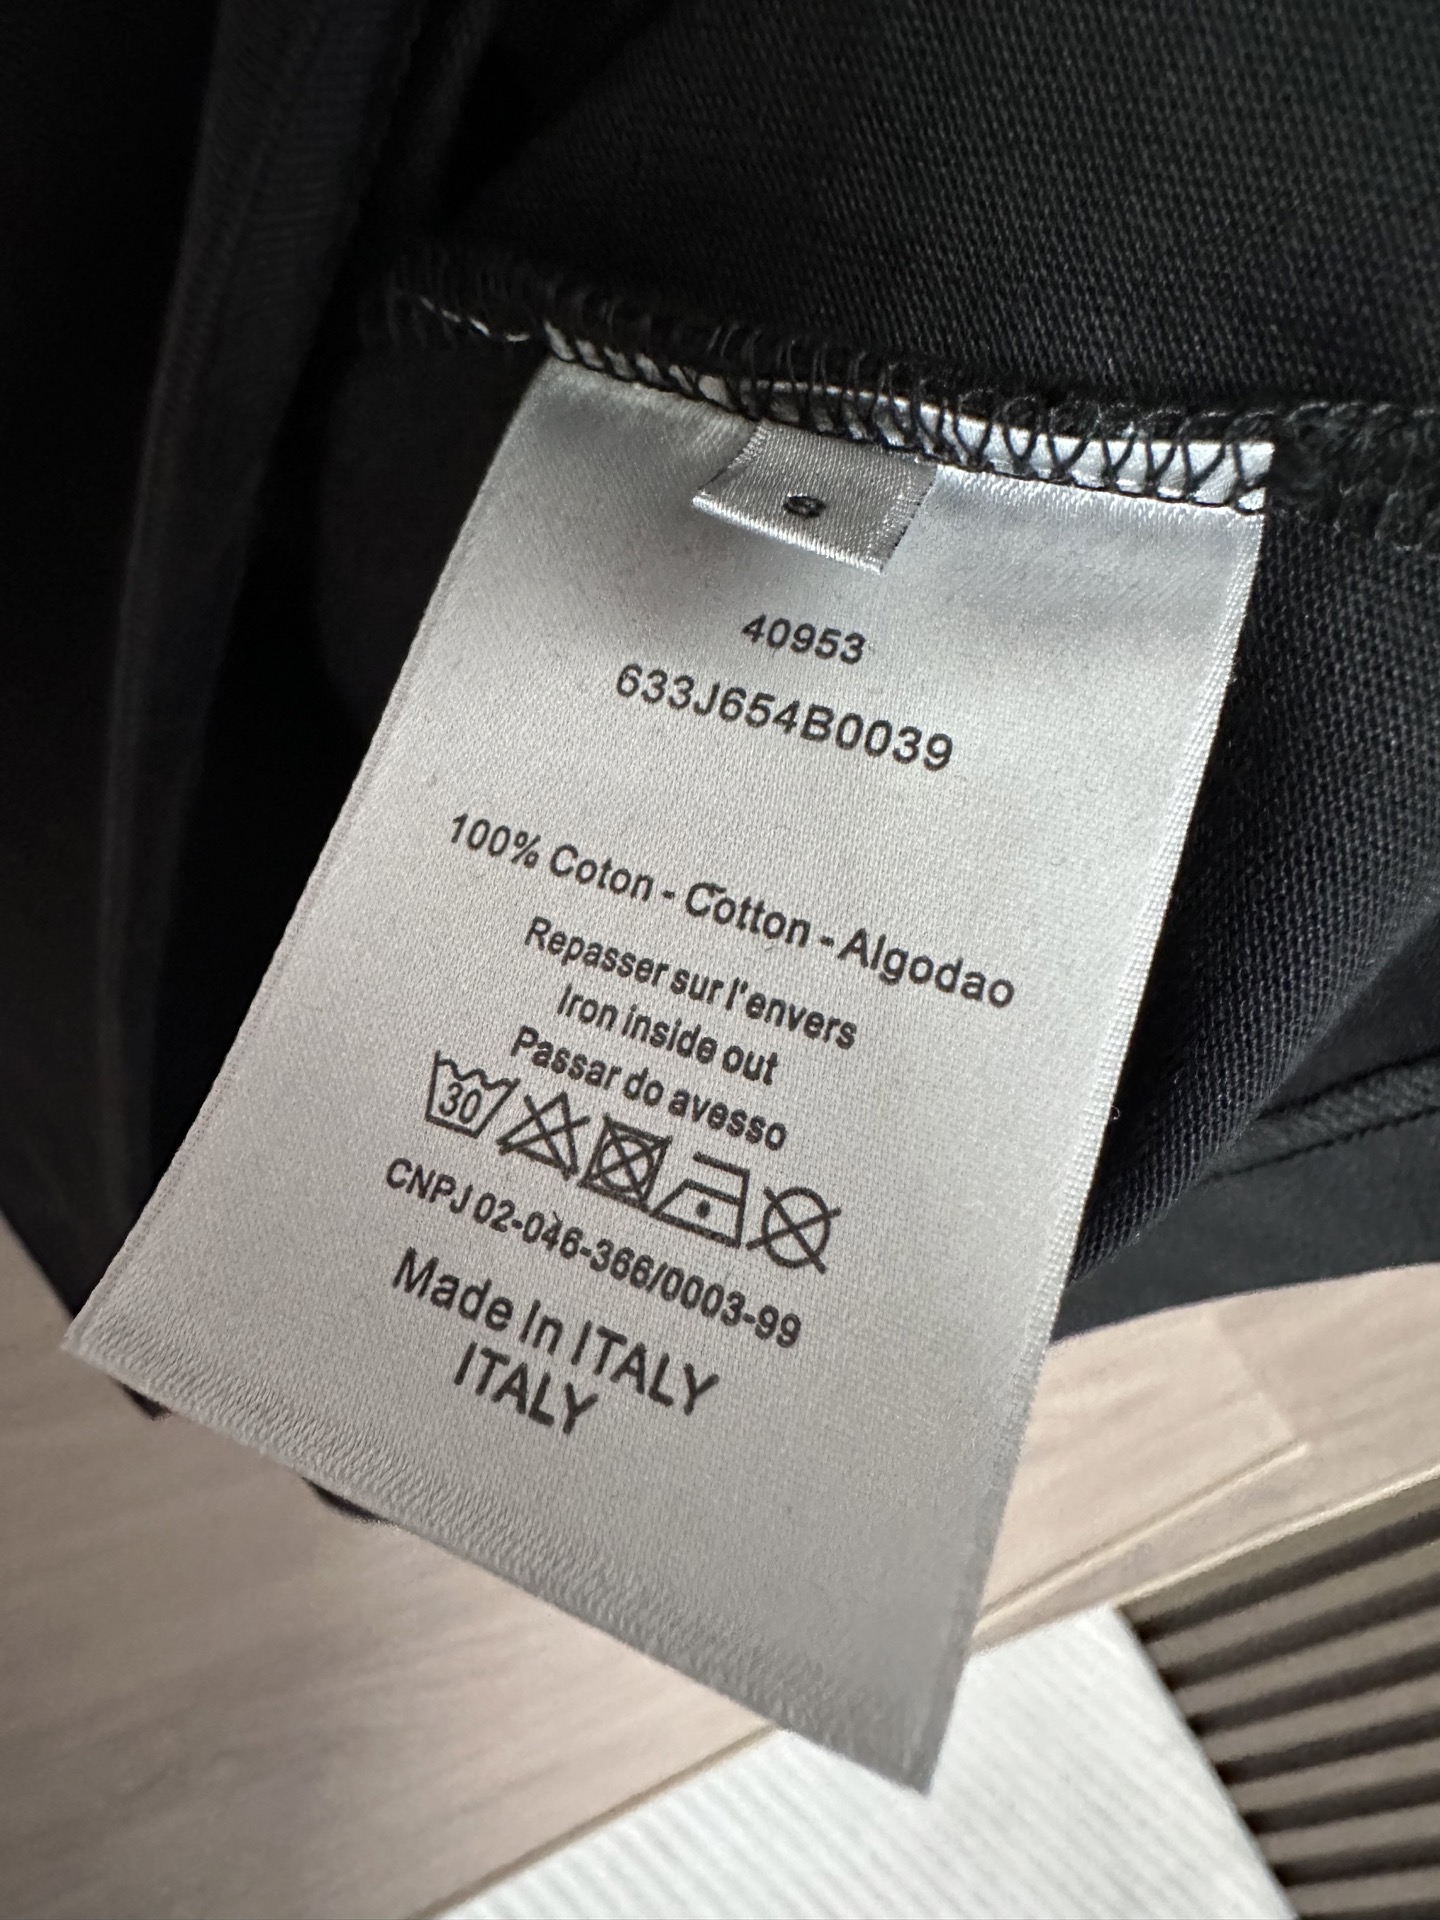 S
40953
633J654B0039
100% Coton - Cotton - Algodao
Repasser sur l'envers
Iron inside out
Passar do avesso
30
CNPJ 02-046-366/0003-99
Made In ITALY
ITALY